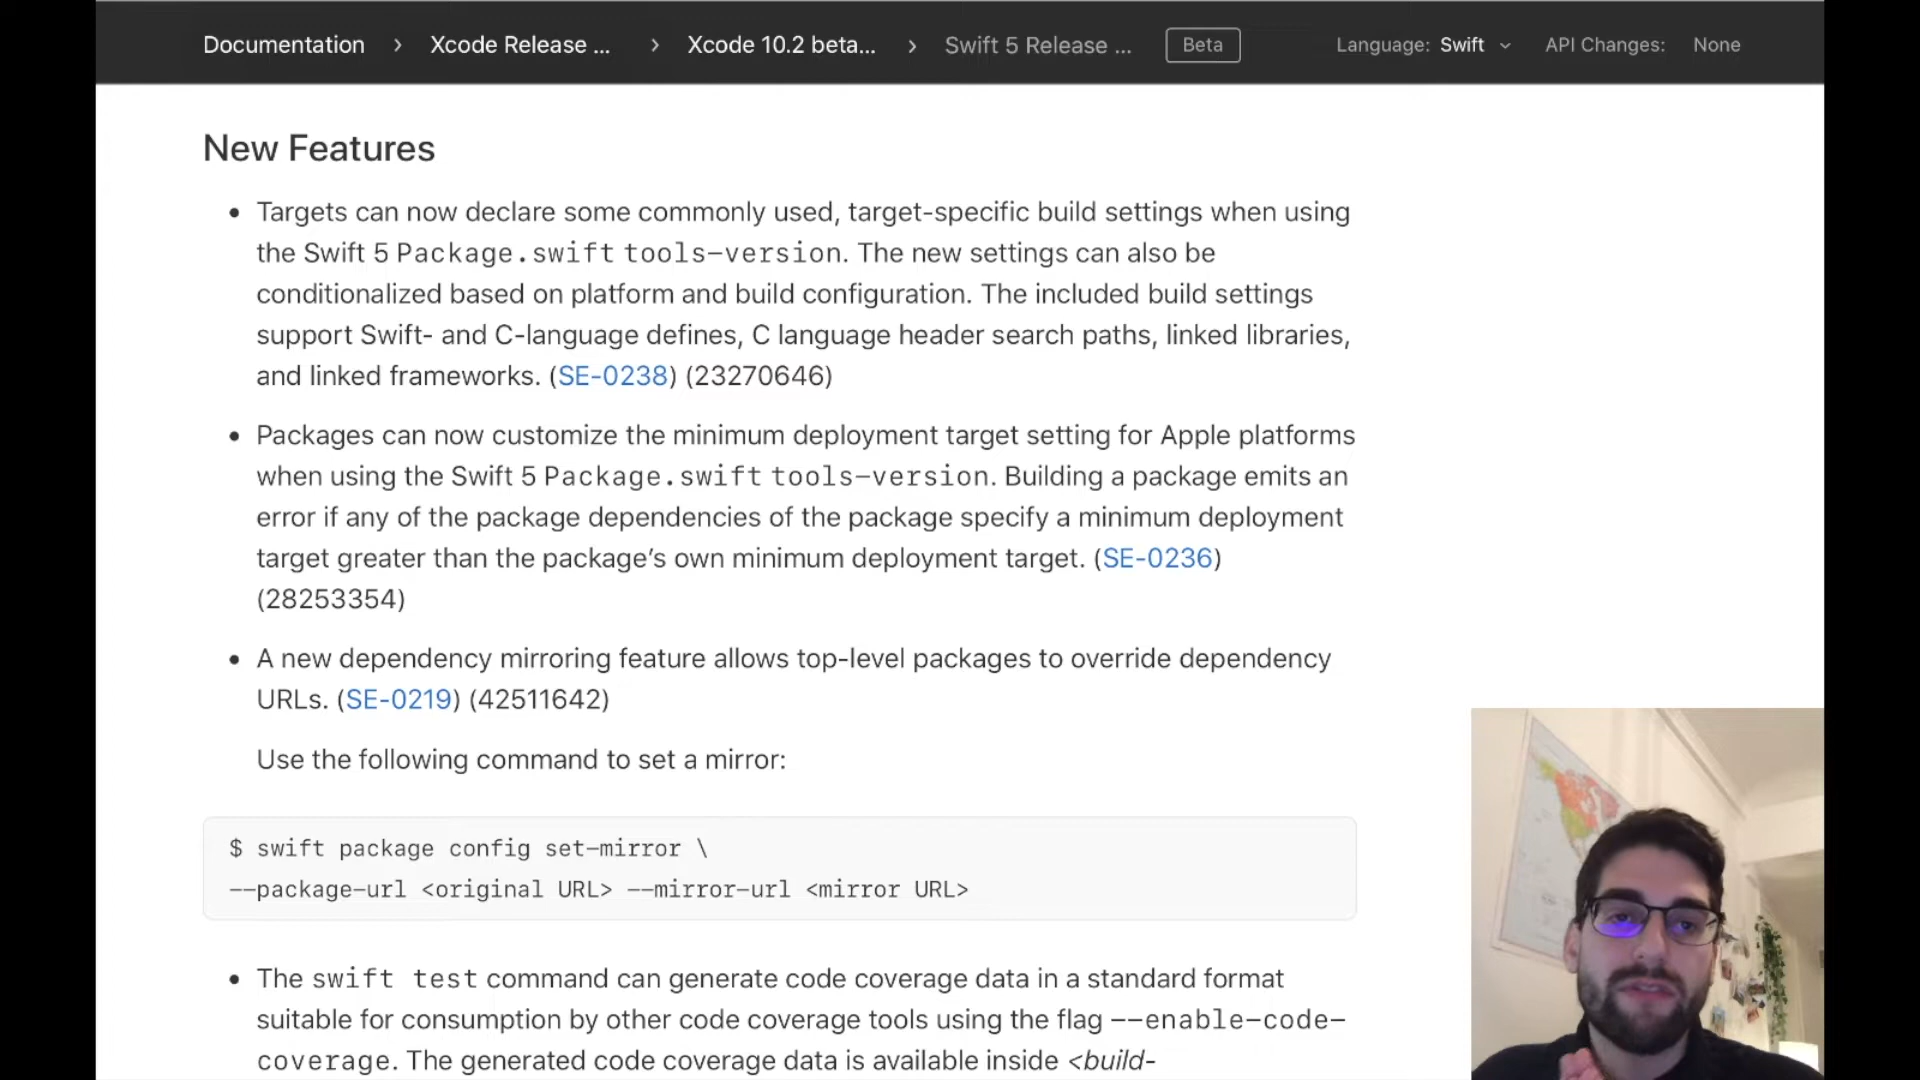 Documentation › Xcode Release ... › Xcode 10.2 beta... › Swift 5 Release ... Beta Language: Swift API Changes: None
New Features
• Targets can now declare some commonly used, target-specific build settings when using
the Swift 5 Package.swift tools-version. The new settings can also be
conditionalized based on platform and build configuration. The included build settings
support Swift- and C-language defines, C language header search paths, linked libraries,
and linked frameworks. (SE-0238) (23270646)
• Packages can now customize the minimum deployment target setting for Apple platforms
when using the Swift 5 Package.swift tools-version. Building a package emits an
error if any of the package dependencies of the package specify a minimum deployment
target greater than the package’s own minimum deployment target. (SE-0236)
(28253354)
• A new dependency mirroring feature allows top-level packages to override dependency
URLs. (SE-0219) (42511642)
Use the following command to set a mirror:
$ swift package config set-mirror \
--package-url <original URL> --mirror-url <mirror URL>
• The swift test command can generate code coverage data in a standard format
suitable for consumption by other code coverage tools using the flag --enable-code-
coverage. The generated code coverage data is available inside <build-